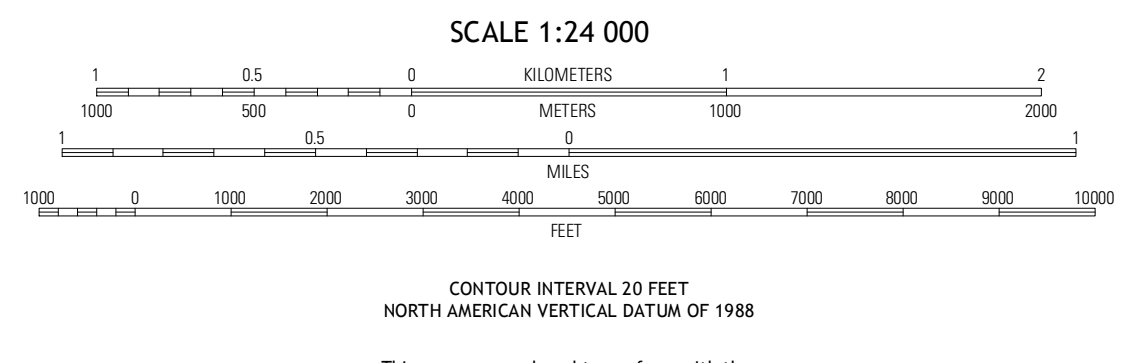 SCALE 1:24 000
1 0.5 0 KILOMETERS 1 2
1000 500 0 METERS 1000 2000
1 0.5 0 1
MILES
1000 0 1000 2000 3000 4000 5000 6000 7000 8000 9000 10000
FEET
CONTOUR INTERVAL 20 FEET
NORTH AMERICAN VERTICAL DATUM OF 1988